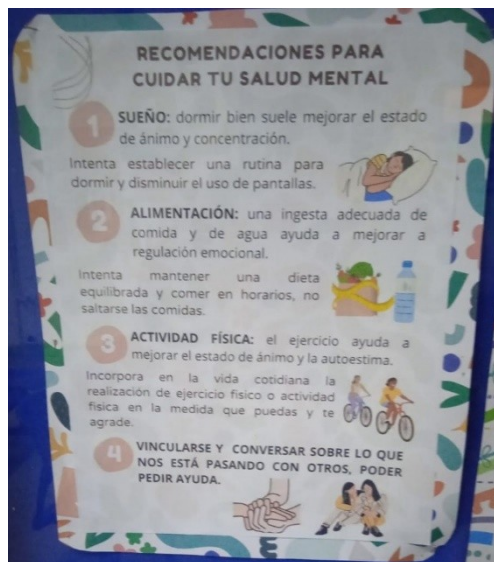 RECOMENDACIONES PARA
CUIDAR TU SALUD MENTAL
1
SUEÑO: dormir bien suele mejorar el estado
de ánimo y concentración.
Intenta establecer una rutina para
dormir y disminuir el uso de pantallas.
2
ALIMENTACIÓN: una ingesta adecuada de
comida y de agua ayuda a mejorar a
regulación emocional.
Intenta mantener una dieta
equilibrada y comer en horarios, no
saltarse las comidas.
3
ACTIVIDAD FÍSICA: el ejercicio ayuda a
mejorar el estado de ánimo y la autoestima.
Incorpora en la vida cotidiana la
realización de ejercicio físico o actividad
física en la medida que puedas y te
agrade.
4
VINCULARSE Y CONVERSAR SOBRE LO QUE
NOS ESTÁ PASANDO CON OTROS, PODER
PEDIR AYUDA.